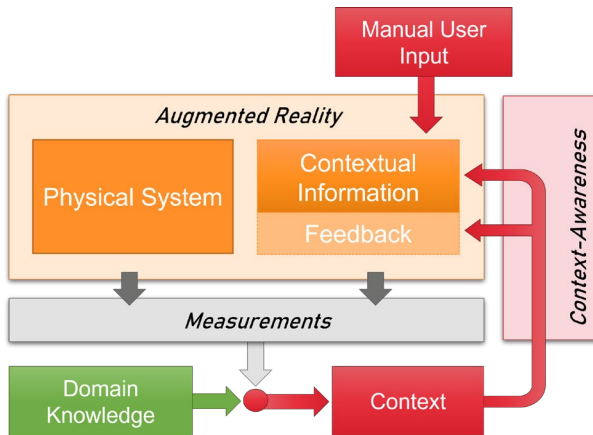 Manual User
Input
Augmented Reality
Physical System
Contextual
Information
Feedback
Context-Awareness
Measurements
Domain
Knowledge
Context